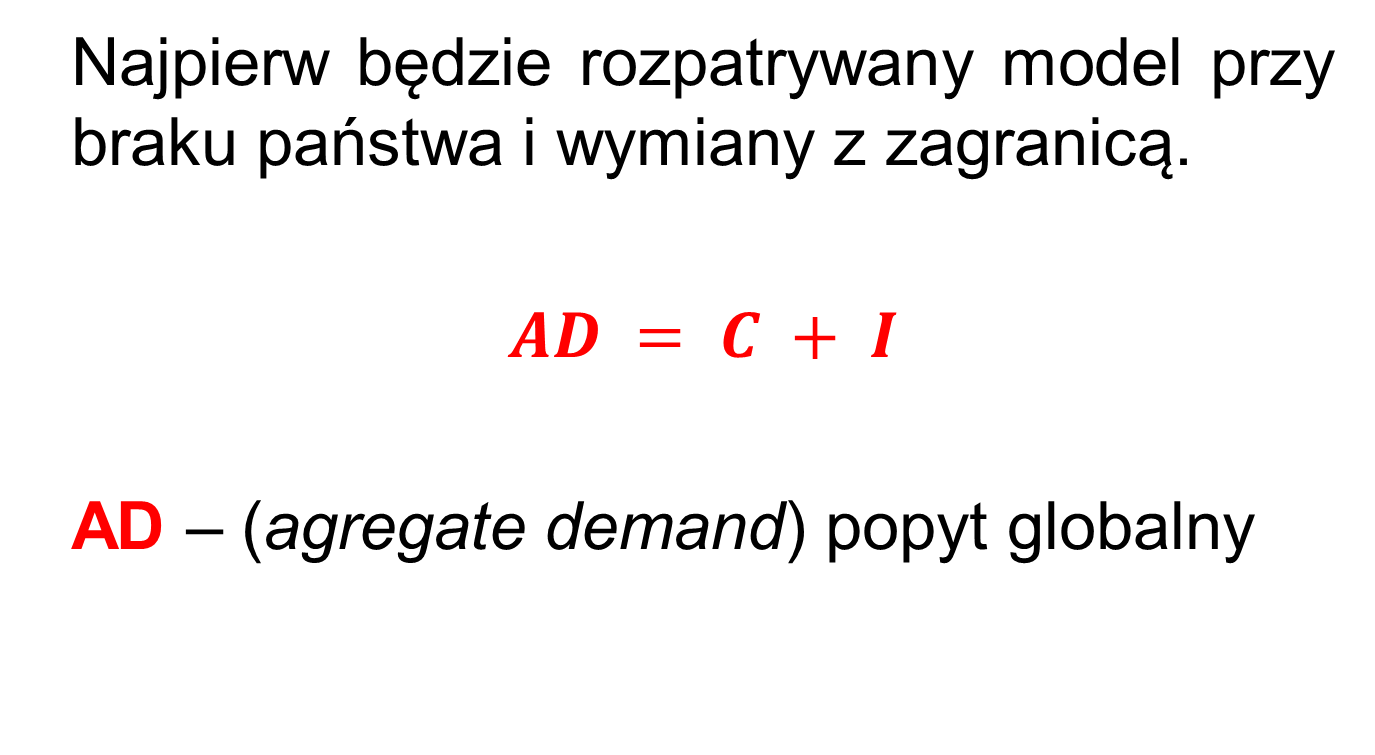 Najpierw będzie rozpatrywany model przy
braku państwa i wymiany z zagranicą.
AD = C + I
AD – (agregate demand) popyt globalny